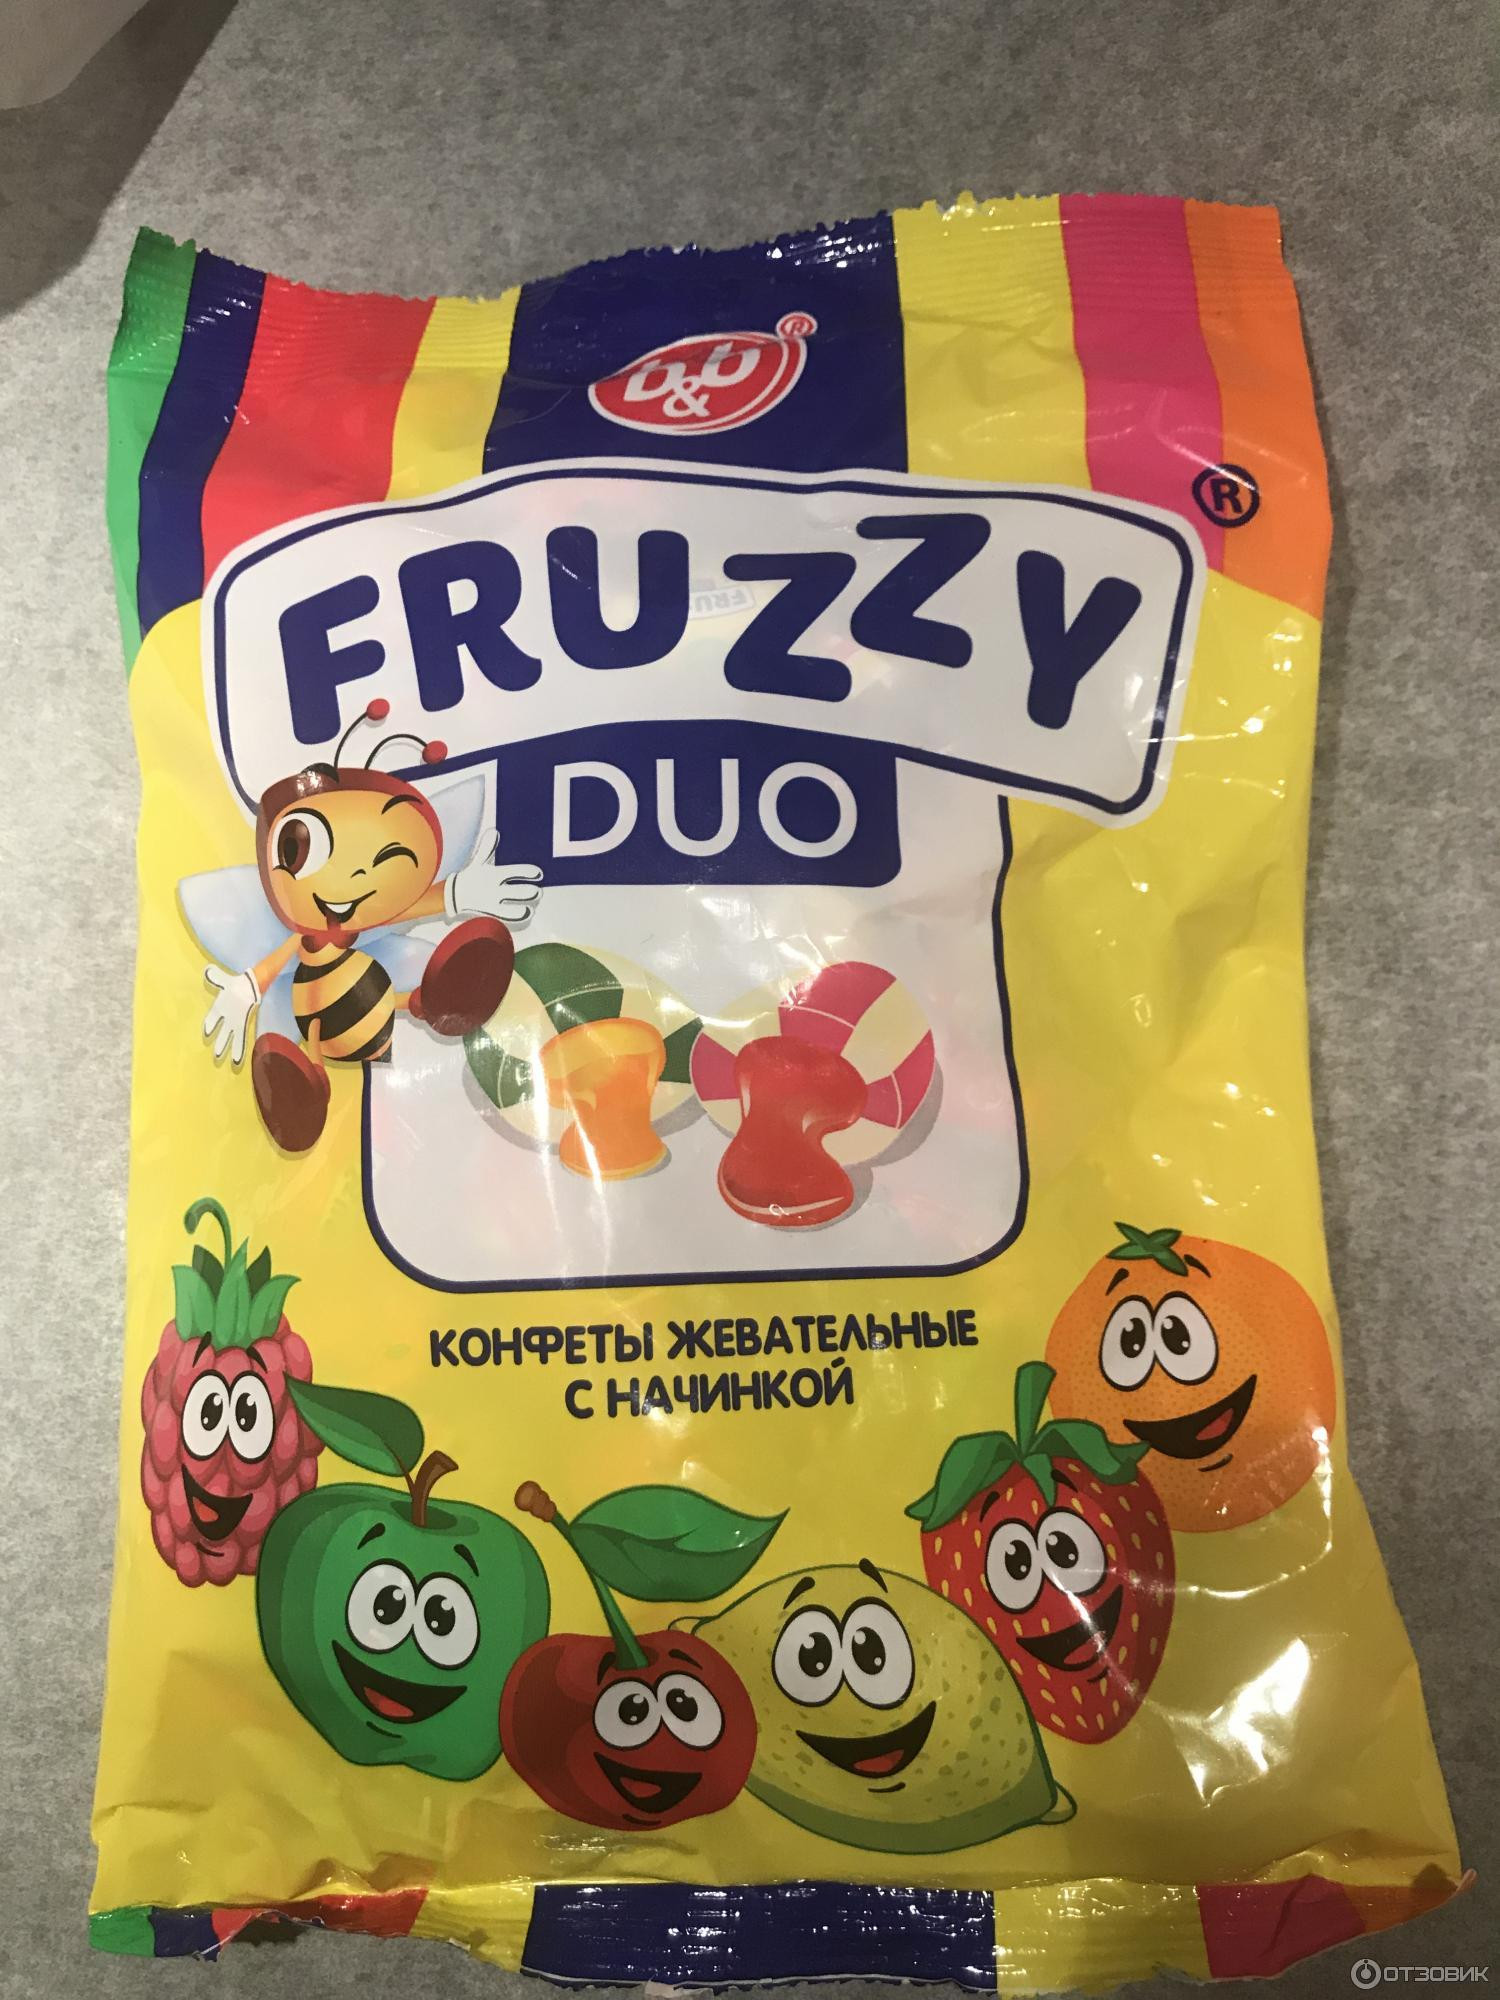 b&b®
FRUZZY®
DUO
КОНФЕТЫ ЖЕВАТЕЛЬНЫЕ
С НАЧИНКОЙ
ОТЗОВИК